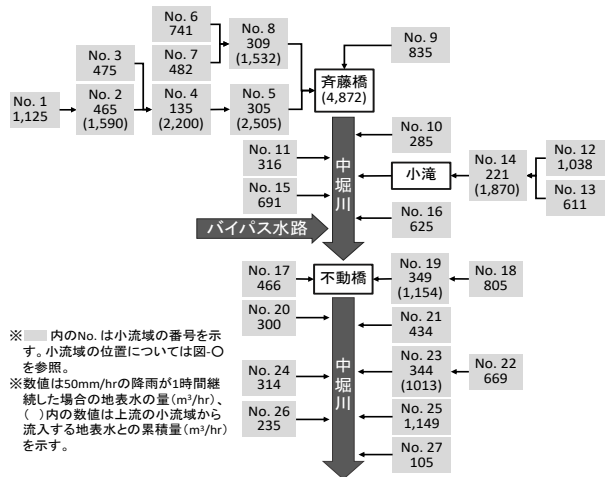 No. 6
741
No. 7
482
No. 8
309
(1,532)
No. 9
835
No. 3
475
斉藤橋
(4,872)
No. 1
1,125
No. 2
465
(1,590)
No. 4
135
(2,200)
No. 5
305
(2,505)
No. 10
285
No. 11
316
中堀川
小滝
No. 14
221
(1,870)
No. 12
1,038
No. 13
611
No. 15
691
No. 16
625
バイパス水路
No. 17
466
不動橋
No. 19
349
(1,154)
No. 18
805
No. 20
300
No. 21
434
中堀川
No. 24
314
No. 23
344
(1013)
No. 22
669
No. 26
235
No. 25
1,149
No. 27
105
※ 内のNo. は小流域の番号を示
す。小流域の位置については図-〇
を参照。
※数値は50mm/hrの降雨が1時間継
続した場合の地表水の量(m³/hr)、
( )内の数値は上流の小流域から
流入する地表水との累積量(m³/hr)
を示す。